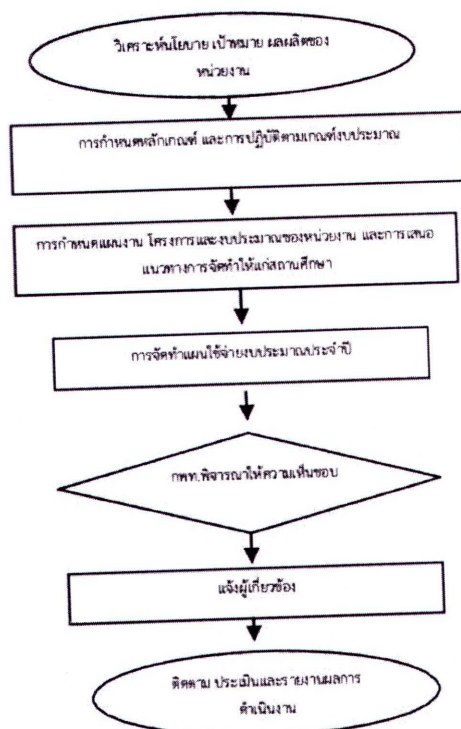 วิเคราะห์นโยบาย เป้าหมาย ผลผลิตของ
หน่วยงาน
การกำหนดหลักเกณฑ์ และการปฏิบัติตามเกณฑ์งบประมาณ
การกำหนดแผนงาน โครงการและงบประมาณของหน่วยงาน และการเสนอ
แนวทางการจัดทำให้แก่สถานศึกษา
การจัดทำแผนใช้จ่ายงบประมาณประจำปี
กพท.พิจารณาให้ความเห็นชอบ
แจ้งผู้เกี่ยวข้อง
ติดตาม ประเมินและรายงานผลการ
ดำเนินงาน